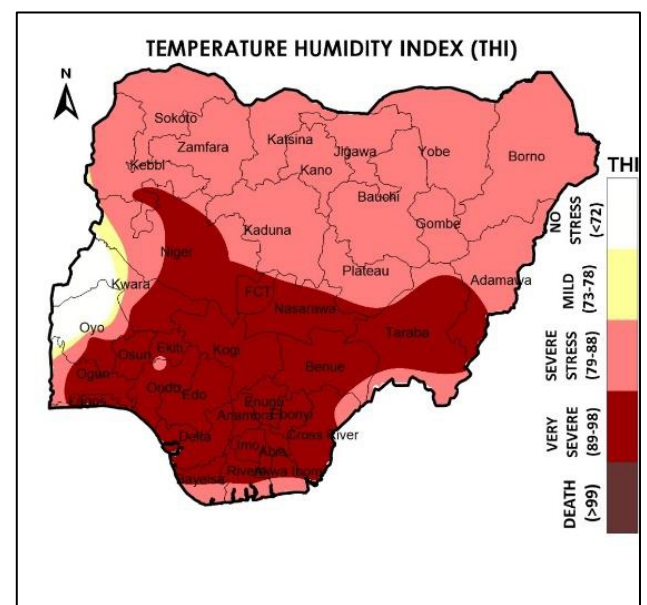 TEMPERATURE HUMIDITY INDEX (THI)
N
Sokoto
Zamfara
Katsina
Kebbi
Kano
Jigawa
Yobe
Borno
Bauchi
Gombe
Kaduna
Niger
Plateau
Adamawa
Kwara
FCT
Nasarawa
Taraba
Oyo
Osun
Ekiti
Kogi
Benue
Ogun
Ondo
Edo
Lagos
Enugu
Anambra
Ebonyi
Delta
Imo
Abia
Cross River
Bayelsa
Rivers
Akwa Ibom
THI
NO
STRESS
(<72)
MILD
(73-78)
SEVERE
STRESS
(79-88)
VERY
SEVERE
(89-98)
DEATH
(>99)